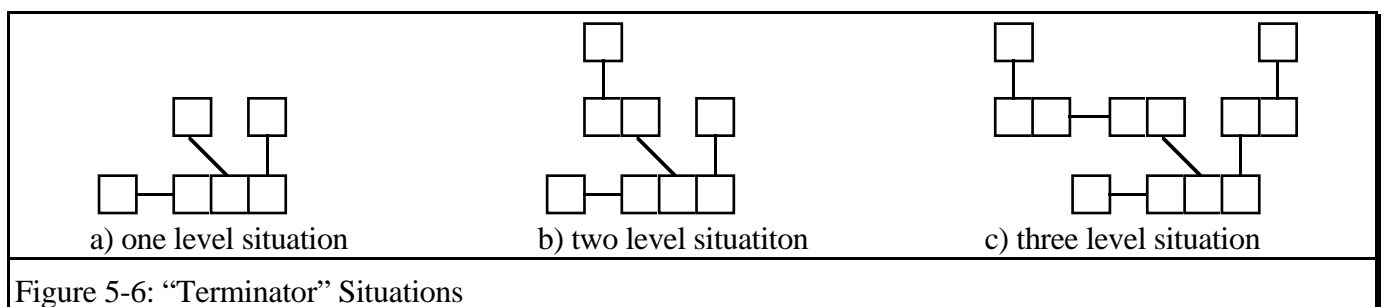 a) one level situation
b) two level situatiton
c) three level situation
Figure 5-6: “Terminator” Situations